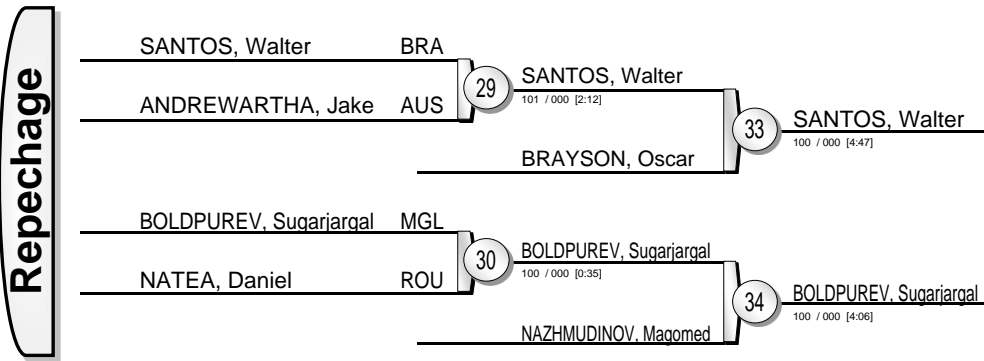 Repechage
SANTOS, Walter BRA
ANDREWARTHA, Jake AUS
29
SANTOS, Walter
101 / 000 [2:12]
BRAYSON, Oscar
33
SANTOS, Walter
100 / 000 [4:47]
BOLDPUREV, Sugarjargal MGL
NATEA, Daniel ROU
30
BOLDPUREV, Sugarjargal
100 / 000 [0:35]
NAZHMUDINOV, Magomed
34
BOLDPUREV, Sugarjargal
100 / 000 [4:06]